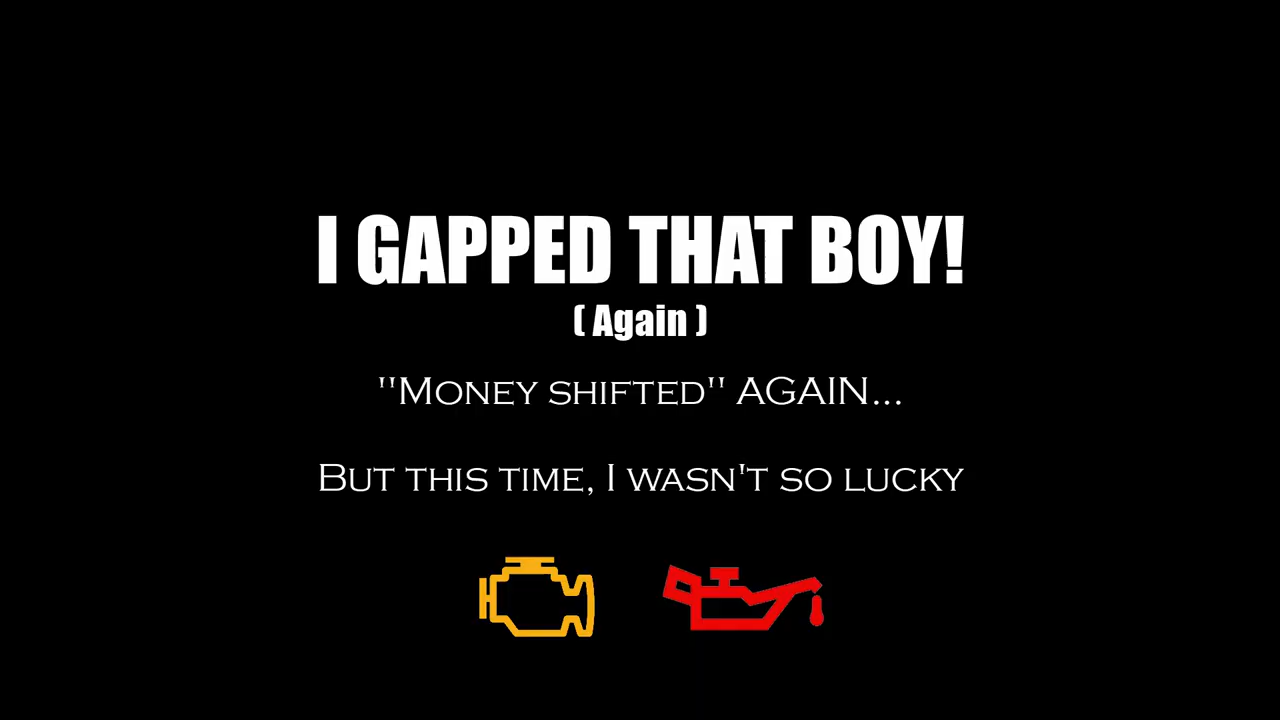 I GAPPED THAT BOY!
( Again )
"MONEY SHIFTED" AGAIN...
BUT THIS TIME, I WASN'T SO LUCKY